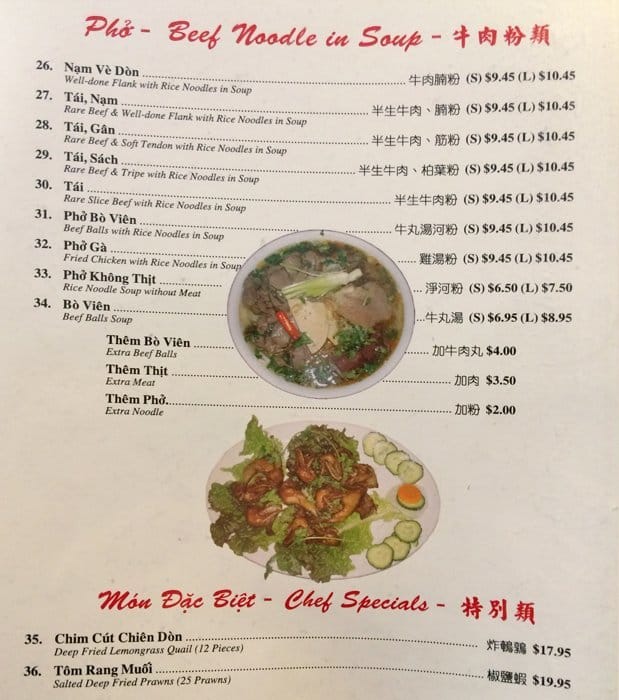 Phở - Beef Noodle in Soup - 牛肉粉類
26. Nạm Vè Dòn ........ 牛肉腩粉 (S) $9.45 (L) $10.45
Well-done Flank with Rice Noodles in Soup
27. Tái, Nạm ........ 半生牛肉、腩粉 (S) $9.45 (L) $10.45
Rare Beef & Well-done Flank with Rice Noodles in Soup
28. Tái, Gân ........ 半生牛肉、筋粉 (S) $9.45 (L) $10.45
Rare Beef & Soft Tendon with Rice Noodles in Soup
29. Tái, Sách ........ 半生牛肉、柏葉粉 (S) $9.45 (L) $10.45
Rare Beef & Tripe with Rice Noodles in Soup
30. Tái ........ 半生牛肉粉 (S) $9.45 (L) $10.45
Rare Slice Beef with Rice Noodles in Soup
31. Phở Bò Viên ........ 牛丸湯河粉 (S) $9.45 (L) $10.45
Beef Balls with Rice Noodles in Soup
32. Phở Gà ........ 雞湯粉 (S) $9.45 (L) $10.45
Fried Chicken with Rice Noodles in Soup
33. Phở Không Thịt ........ 淨河粉 (S) $6.50 (L) $7.50
Rice Noodle Soup without Meat
34. Bò Viên ........ 牛丸湯 (S) $6.95 (L) $8.95
Beef Balls Soup
Thêm Bò Viên ........ 加牛肉丸 $4.00
Extra Beef Balls
Thêm Thịt ........ 加肉 $3.50
Extra Meat
Thêm Phở ........ 加粉 $2.00
Extra Noodle
Món Đặc Biệt - Chef Specials - 特別類
35. Chim Cút Chiên Dòn ........ 炸鵪鶉 $17.95
Deep Fried Lemongrass Quail (12 Pieces)
36. Tôm Rang Muối ........ 椒鹽蝦 $19.95
Salted Deep Fried Prawns (25 Prawns)